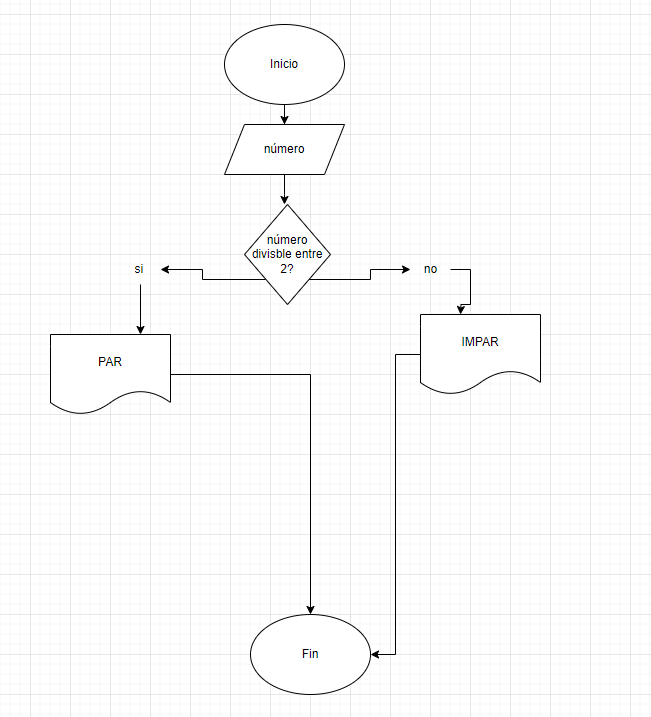 Inicio
número
número
divisble entre
2?
si
no
PAR
IMPAR
Fin